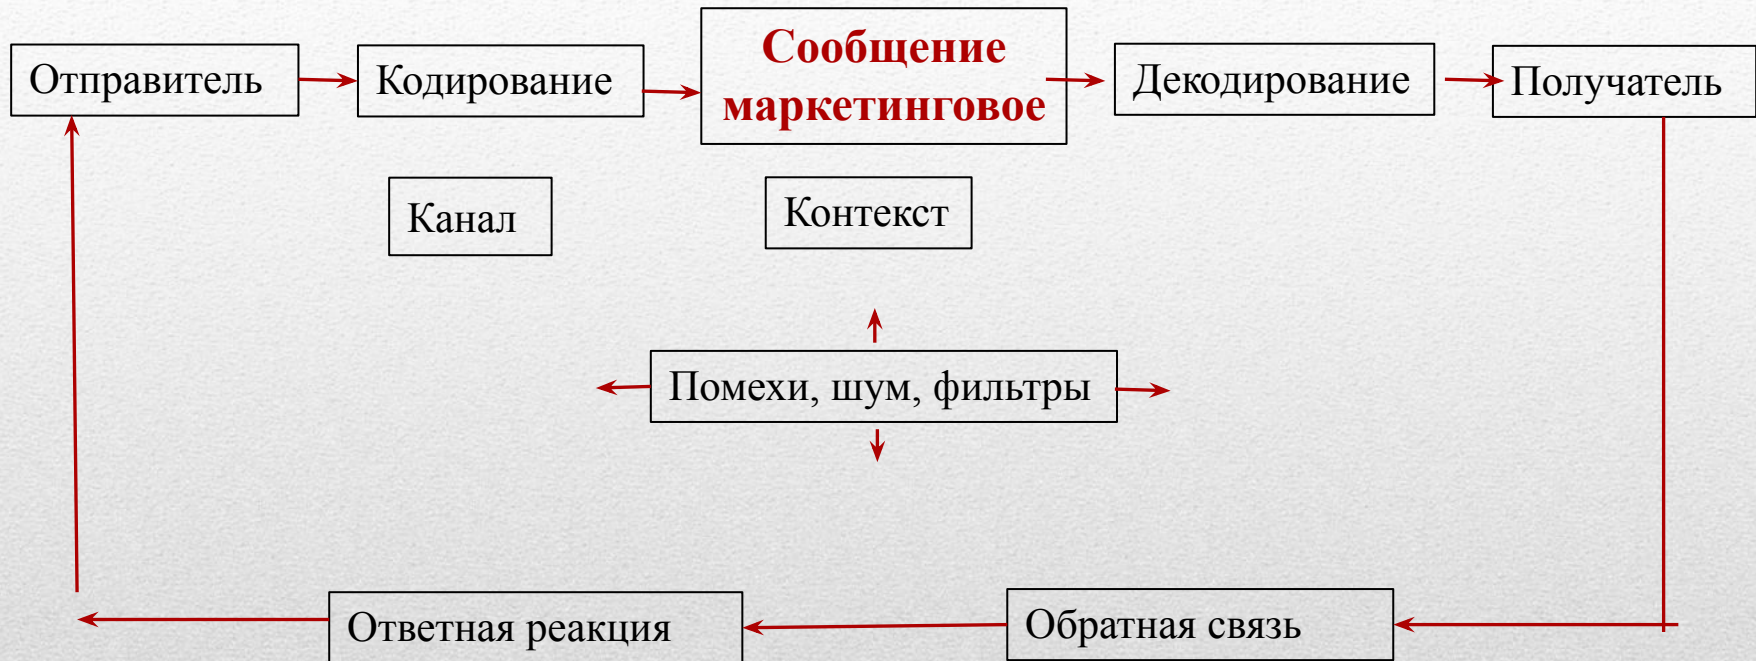 Отправитель
Кодирование
Сообщение
маркетинговое
Декодирование
Получатель
Канал
Контекст
Помехи, шум, фильтры
Ответная реакция
Обратная связь